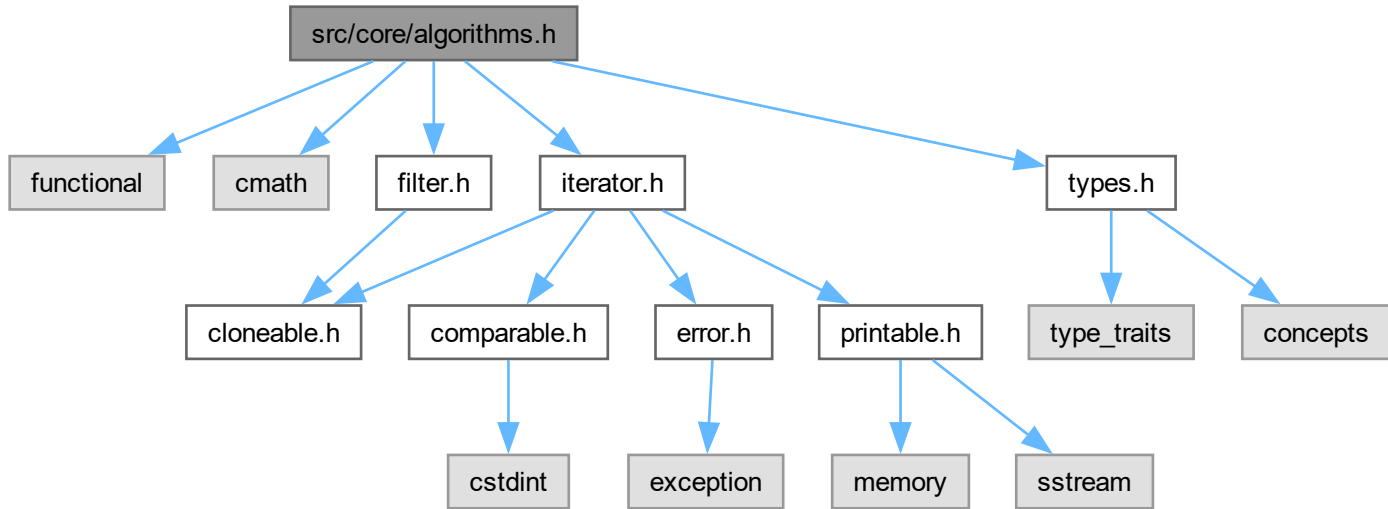 src/core/algorithms.h
functional
cmath
filter.h
iterator.h
types.h
cloneable.h
comparable.h
error.h
printable.h
type_traits
concepts
cstdint
exception
memory
sstream